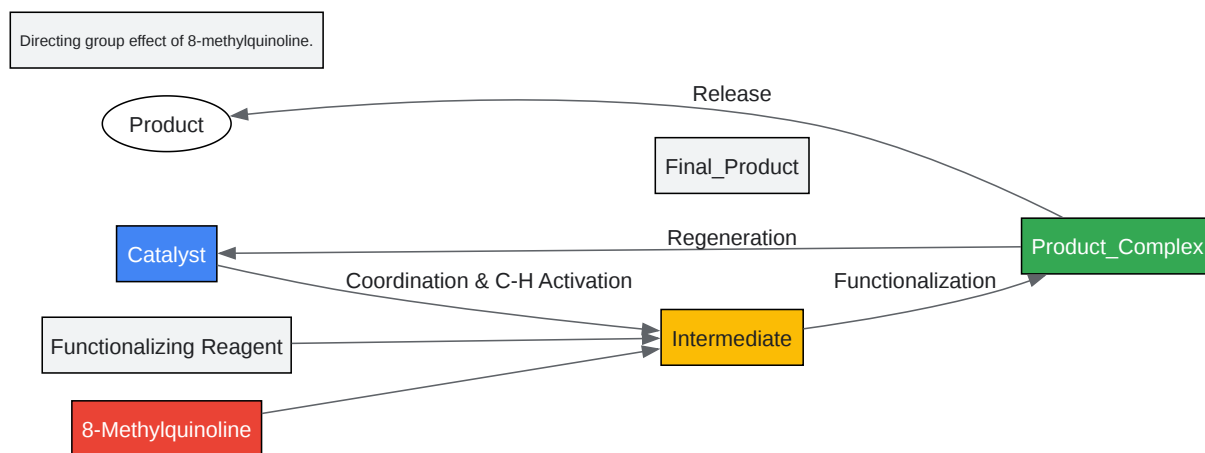 Directing group effect of 8-methylquinoline.
Release
Product
Final_Product
Regeneration
Product_Complex
Catalyst
Coordination & C-H Activation
Functionalization
Intermediate
Functionalizing Reagent
8-Methylquinoline